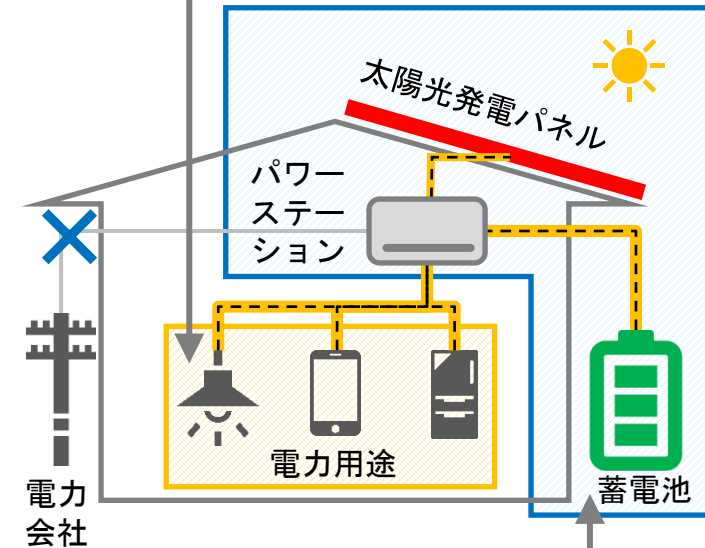 太陽光発電パネル
パワー
ステー
ション
電力用途
蓄電池
電力
会社